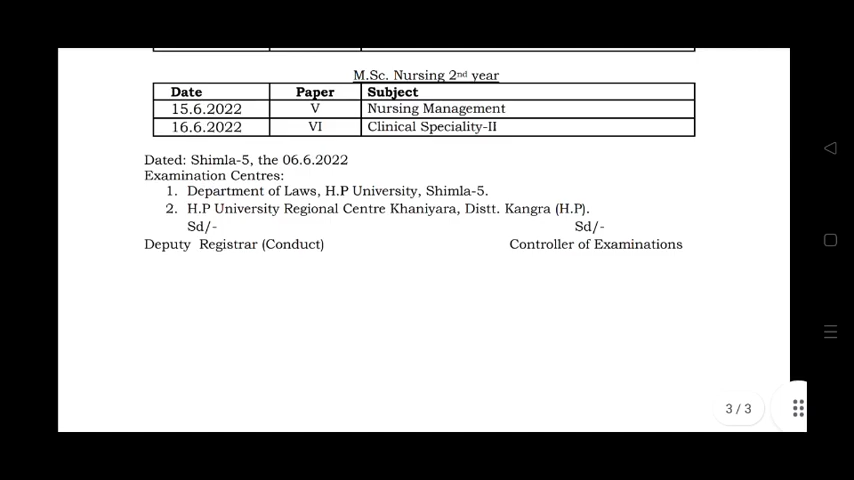 M.Sc. Nursing 2nd year
Date Paper Subject
15.6.2022 V Nursing Management
16.6.2022 VI Clinical Speciality-II
Dated: Shimla-5, the 06.6.2022
Examination Centres:
1. Department of Laws, H.P University, Shimla-5.
2. H.P University Regional Centre Khaniyara, Distt. Kangra (H.P).
Sd/- Sd/-
Deputy Registrar (Conduct) Controller of Examinations
3 / 3